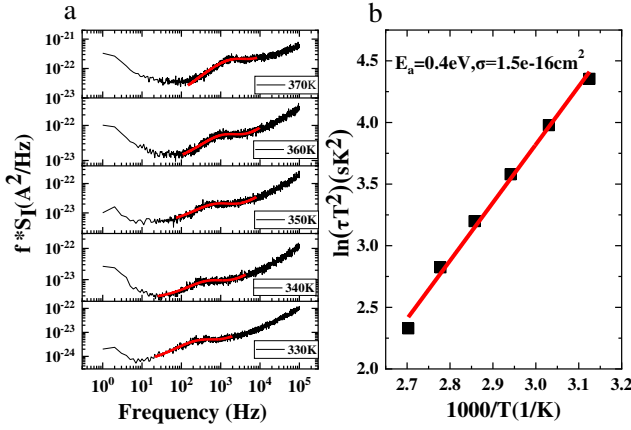 a
b
f*S_I(A^2/Hz)
10^-21
10^-22
370K
10^-22
10^-23
360K
10^-22
10^-23
350K
10^-22
10^-23
340K
10^-22
10^-23
10^-24
330K
10^0 10^1 10^2 10^3 10^4 10^5
Frequency (Hz)
E_a=0.4eV,σ=1.5e-16cm^2
ln(τT^2)(sK^2)
4.5
4.0
3.5
3.0
2.5
2.0
2.7 2.8 2.9 3.0 3.1 3.2
1000/T(1/K)